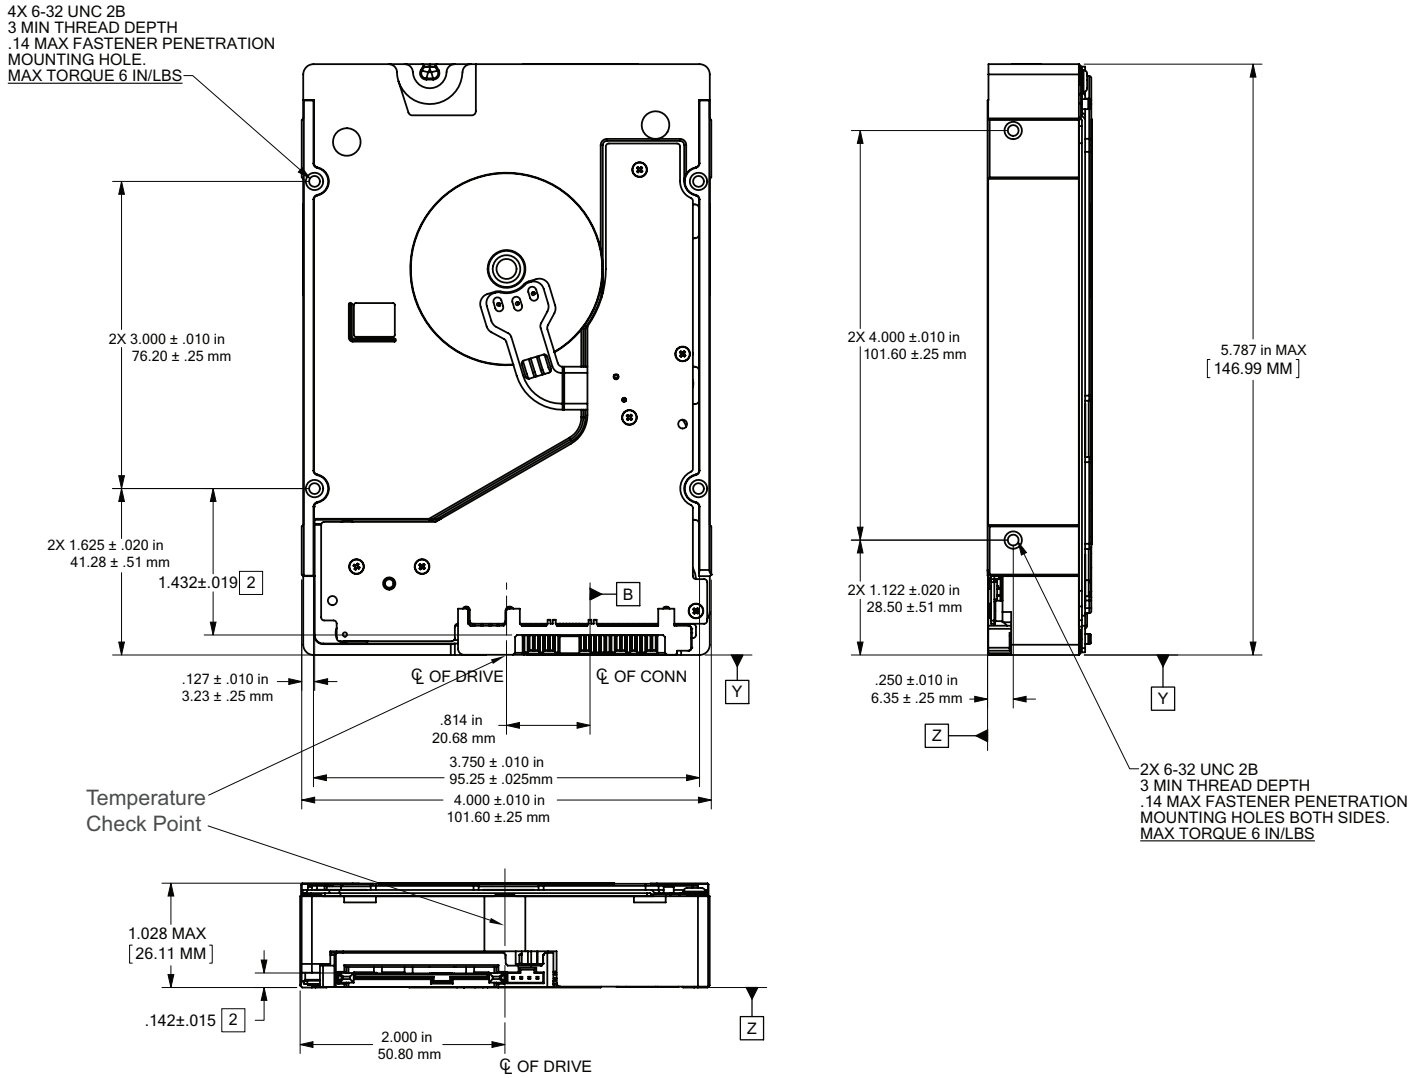 4X 6-32 UNC 2B
3 MIN THREAD DEPTH
.14 MAX FASTENER PENETRATION
MOUNTING HOLE.
MAX TORQUE 6 IN/LBS
2X 3.000 ± .010 in
76.20 ± .25 mm
2X 1.625 ± .020 in
41.28 ± .51 mm
1.432±.019 2
B
.127 ± .010 in
3.23 ± .25 mm
℄ OF DRIVE
℄ OF CONN
Y
.814 in
20.68 mm
3.750 ± .010 in
95.25 ± .025mm
4.000 ±.010 in
101.60 ±.25 mm
Temperature
Check Point
2X 4.000 ±.010 in
101.60 ±.25 mm
5.787 in MAX
[146.99 MM]
2X 1.122 ±.020 in
28.50 ±.51 mm
.250 ±.010 in
6.35 ± .25 mm
Y
Z
2X 6-32 UNC 2B
3 MIN THREAD DEPTH
.14 MAX FASTENER PENETRATION
MOUNTING HOLES BOTH SIDES.
MAX TORQUE 6 IN/LBS
1.028 MAX
[26.11 MM]
.142±.015 2
Z
2.000 in
50.80 mm
℄ OF DRIVE